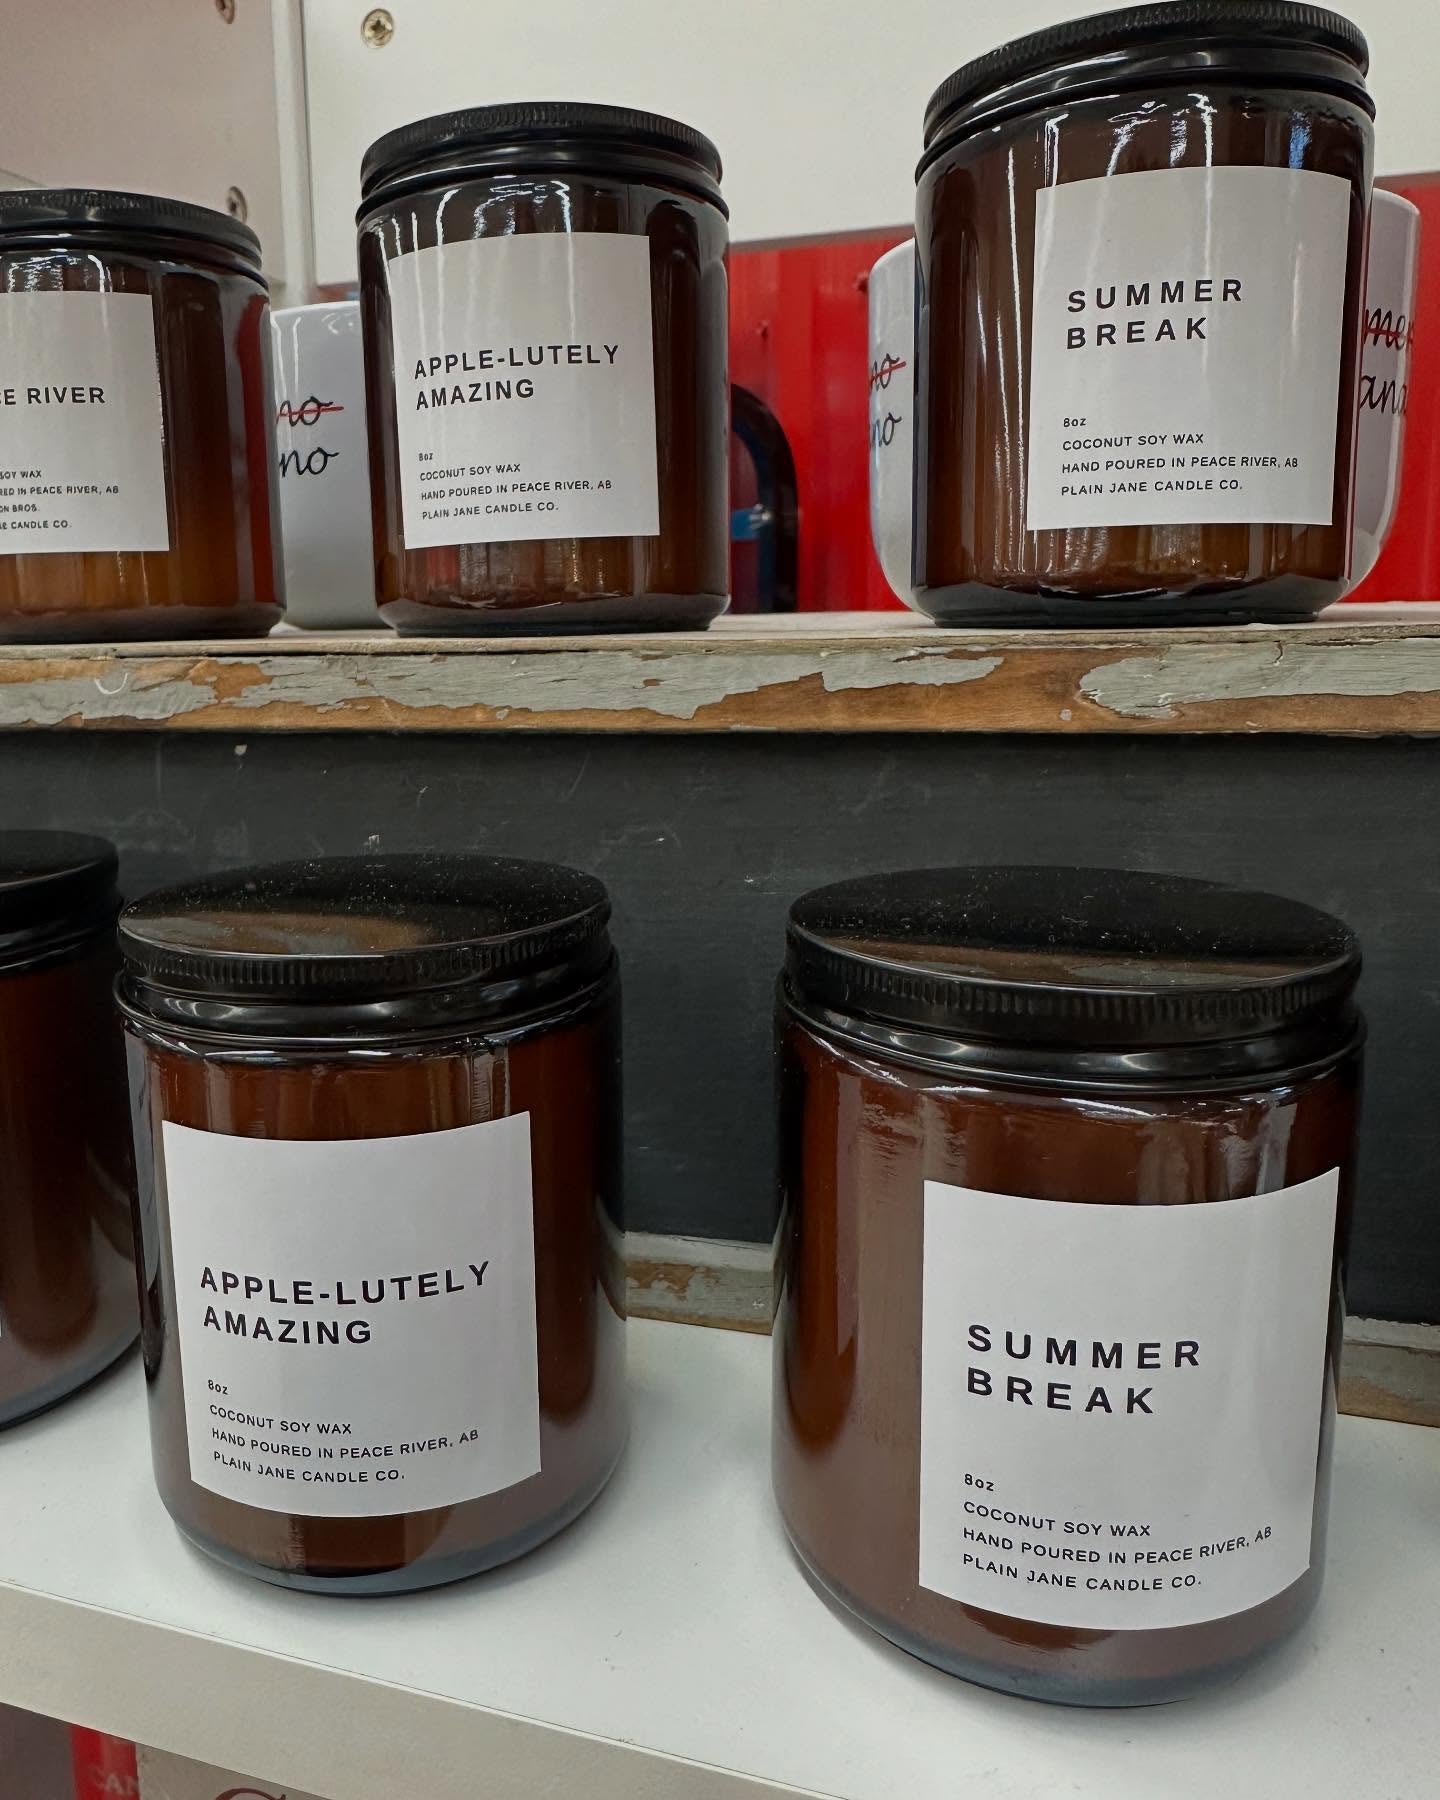 RIVER
SOY WAX
IN PEACE RIVER, AB
BROS.
CANDLE CO.
no
no
APPLE-LUTELY
AMAZING
8oz
COCONUT SOY WAX
HAND POURED IN PEACE RIVER, AB
PLAIN JANE CANDLE CO.
no
no
SUMMER
BREAK
8oz
COCONUT SOY WAX
HAND POURED IN PEACE RIVER, AB
PLAIN JANE CANDLE CO.
APPLE-LUTELY
AMAZING
8oz
COCONUT SOY WAX
HAND POURED IN PEACE RIVER, AB
PLAIN JANE CANDLE CO.
SUMMER
BREAK
8oz
COCONUT SOY WAX
HAND POURED IN PEACE RIVER, AB
PLAIN JANE CANDLE CO.